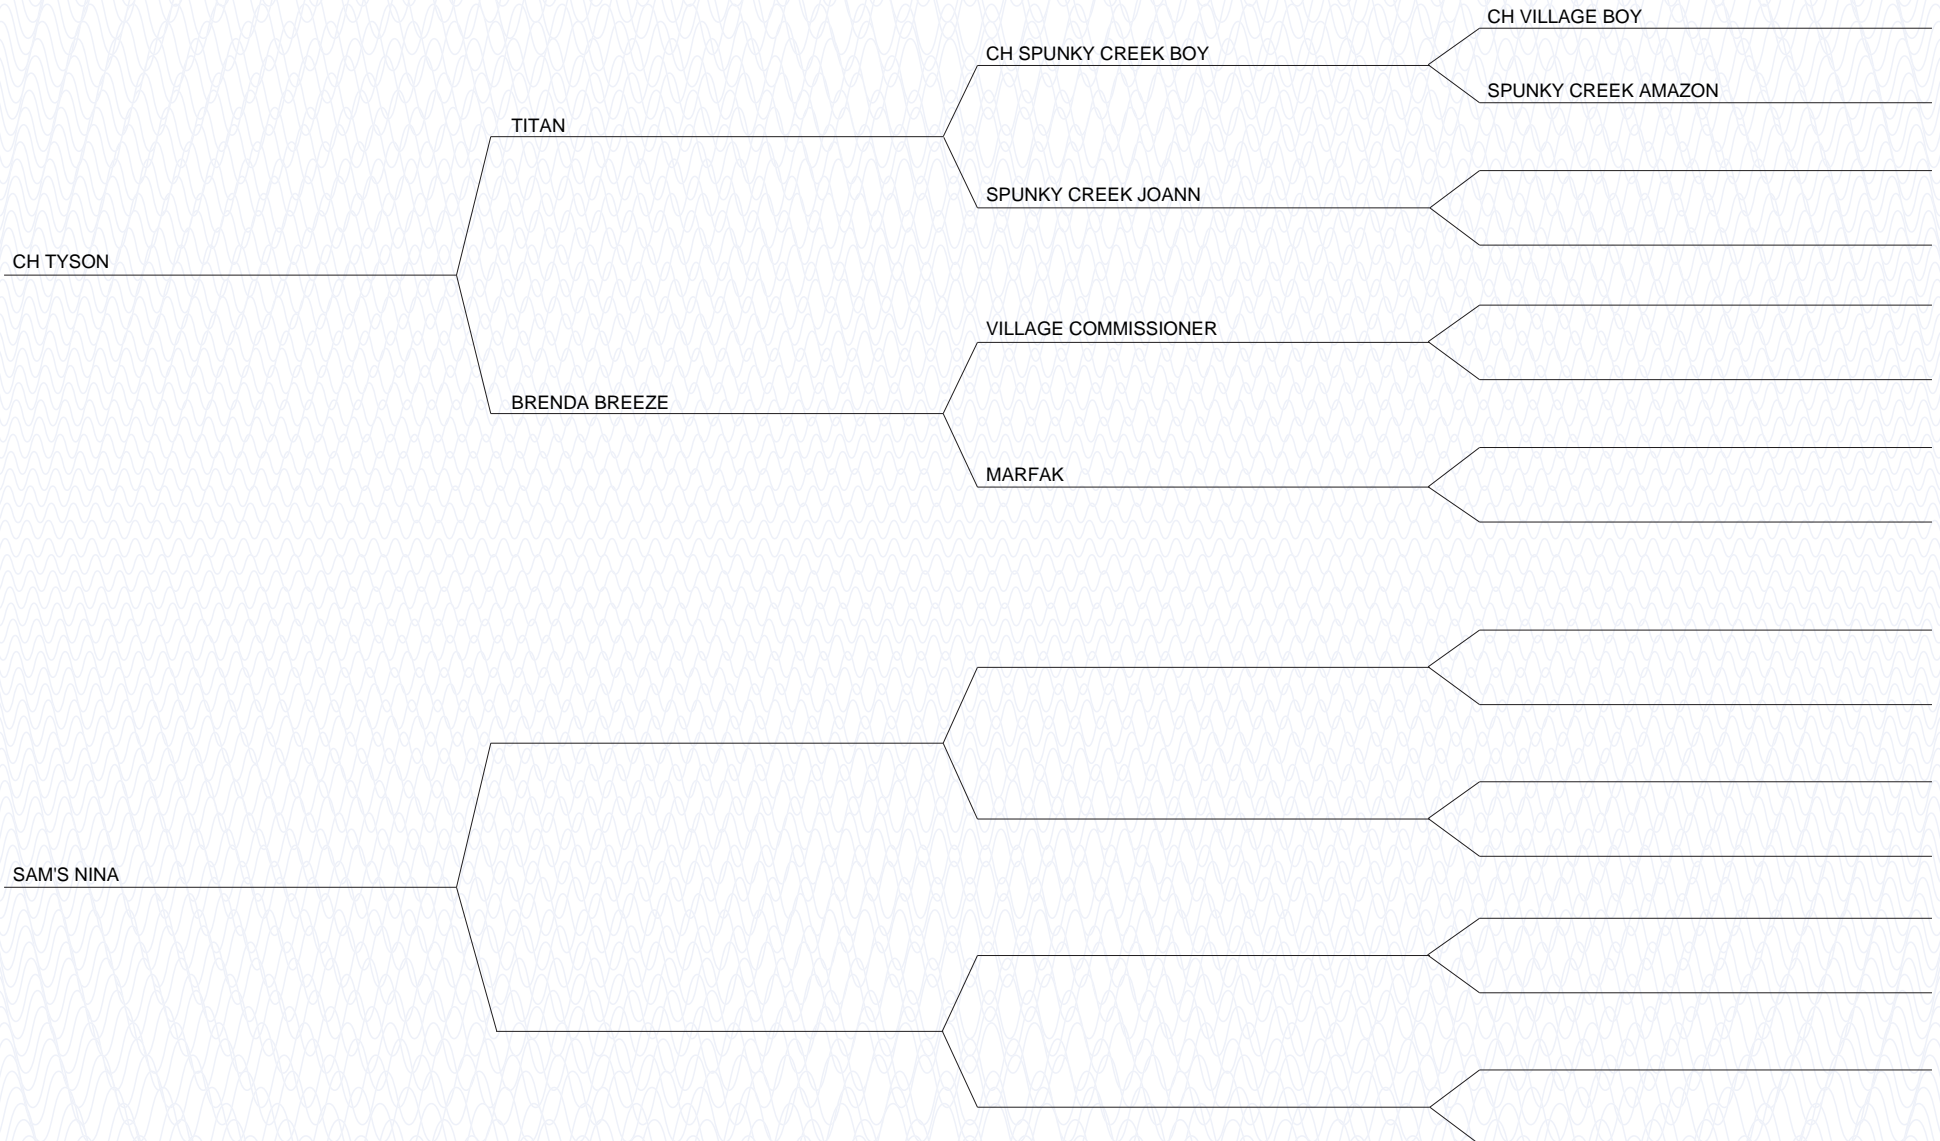 CH VILLAGE BOY
CH SPUNKY CREEK BOY
SPUNKY CREEK AMAZON
TITAN
SPUNKY CREEK JOANN
CH TYSON
VILLAGE COMMISSIONER
BRENDA BREEZE
MARFAK
SAM'S NINA